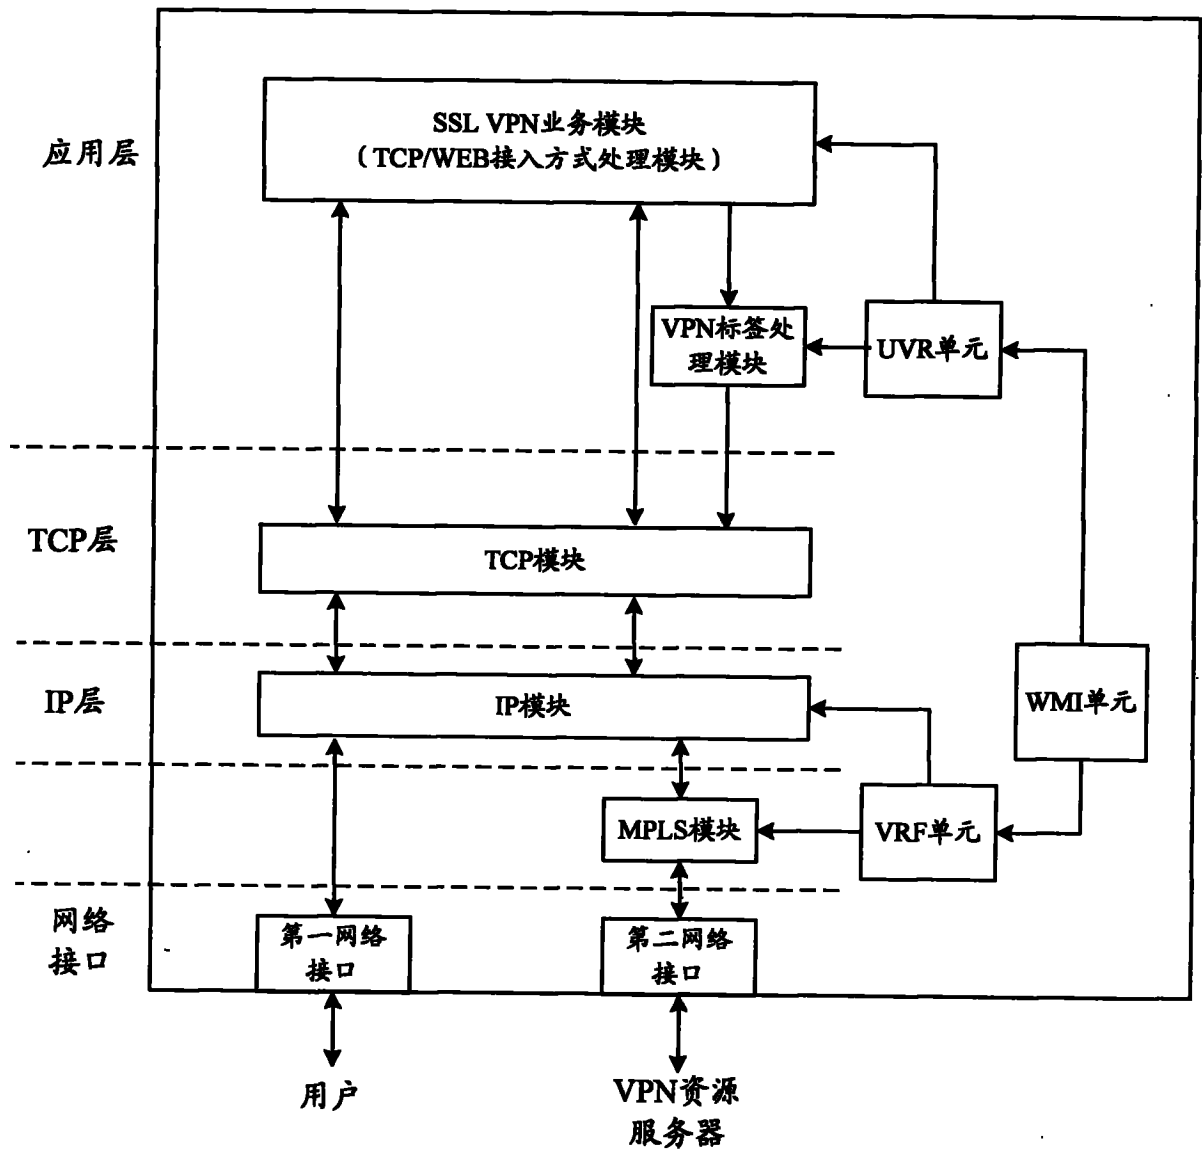 应用层
SSL VPN业务模块
（TCP/WEB接入方式处理模块）
VPN标签处
理模块
UVR单元
TCP层
TCP模块
IP层
IP模块
WMI单元
MPLS模块
VRF单元
网络
接口
第一网络
接口
第二网络
接口
用户
VPN资源
服务器